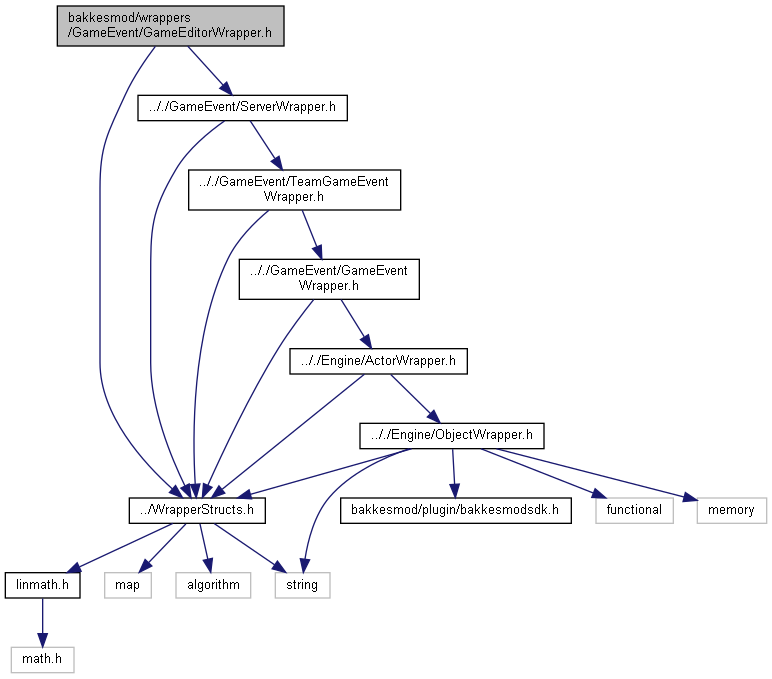 bakkesmod/wrappers
/GameEvent/GameEditorWrapper.h
.././GameEvent/ServerWrapper.h
.././GameEvent/TeamGameEvent
Wrapper.h
.././GameEvent/GameEvent
Wrapper.h
.././Engine/ActorWrapper.h
.././Engine/ObjectWrapper.h
../WrapperStructs.h
bakkesmod/plugin/bakkesmodsdk.h
functional
memory
linmath.h
map
algorithm
string
math.h